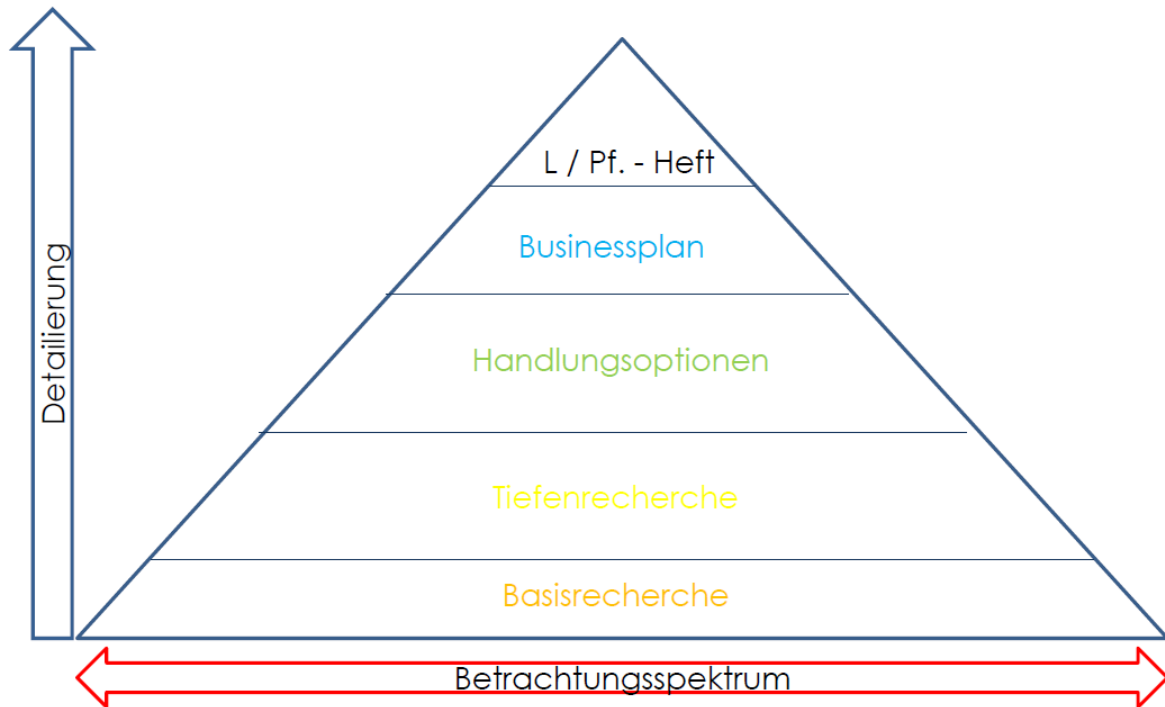 L / Pf. - Heft
Businessplan
Handlungsoptionen
Tiefenrecherche
Basisrecherche
Detailierung
Betrachtungsspektrum